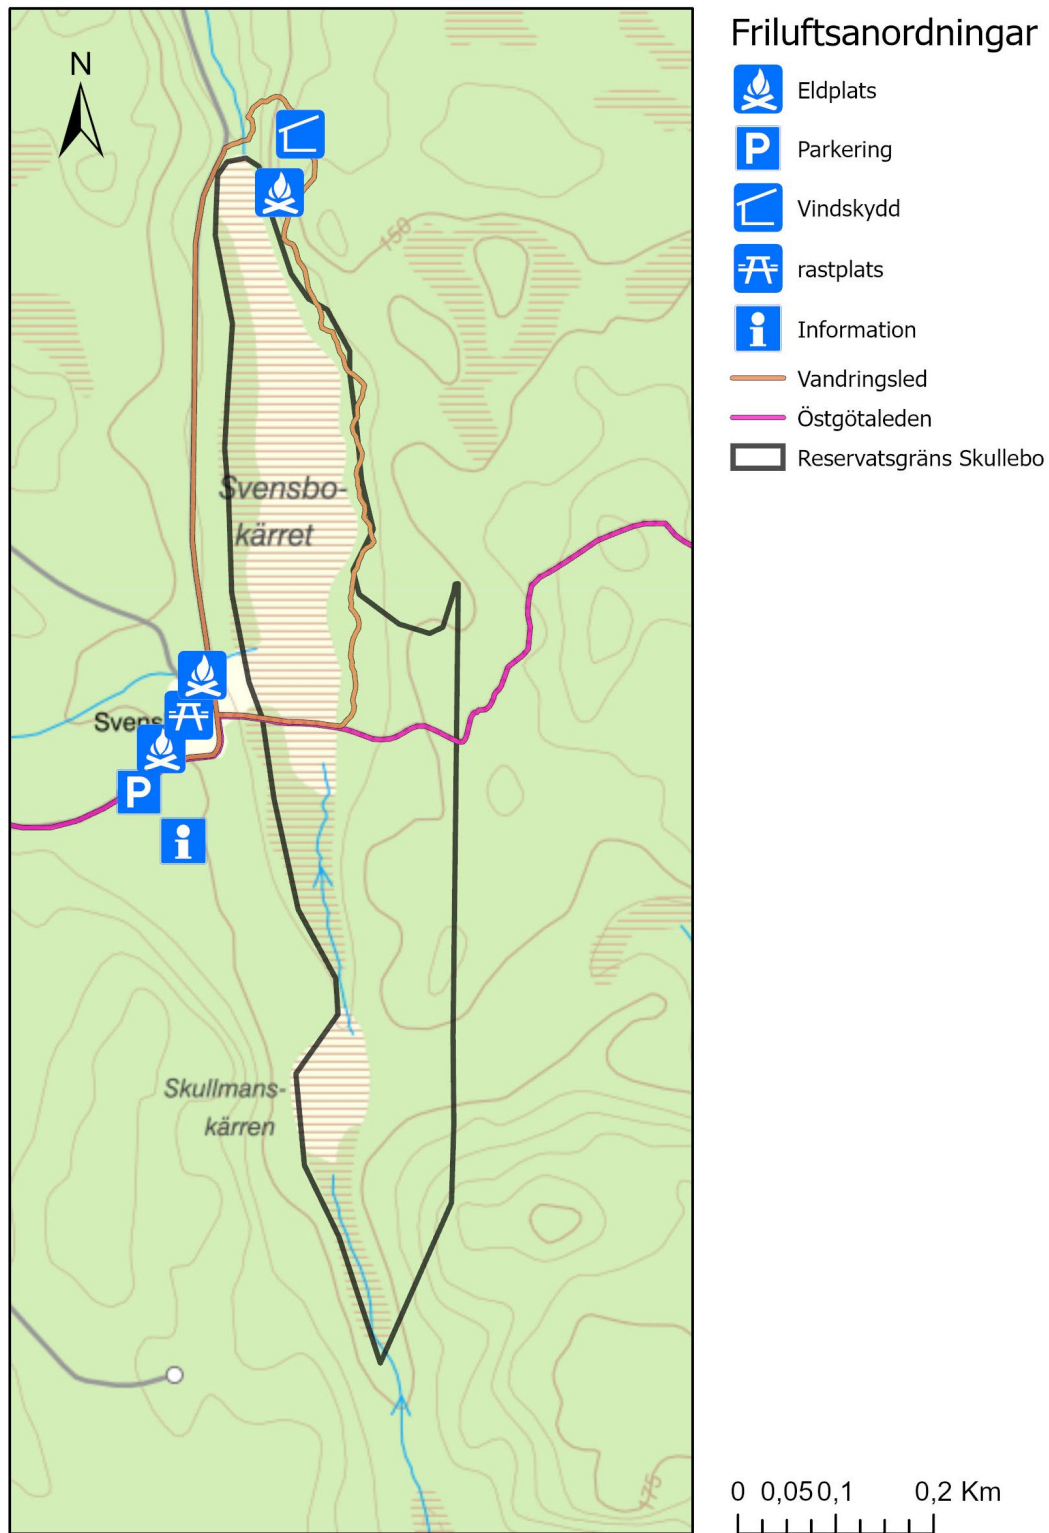 N
150
Svensbo-
kärret
Svens
P
Skullmans-
kärren
175
Friluftsanordningar
Eldplats
P Parkering
Vindskydd
rastplats
i Information
Vandringsled
Östgötaleden
Reservatsgräns Skullebo
0 0,05 0,1 0,2 Km